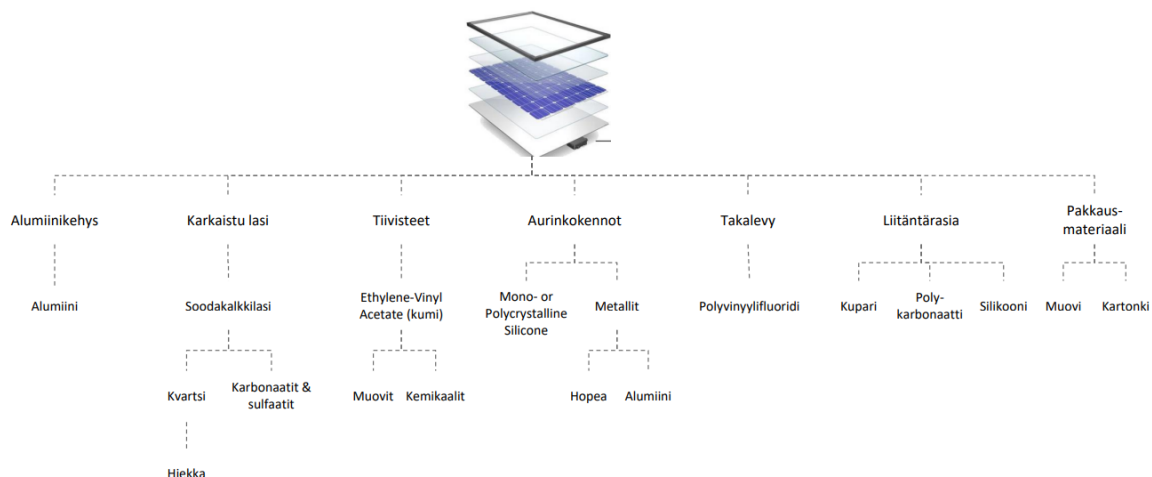 Alumiinikehys
Karkaistu lasi
Tiivisteet
Aurinkokennot
Takalevy
Liitäntärasia
Pakkaus-
materiaali
Alumiini
Soodakalkkilasi
Ethylene-Vinyl
Acetate (kumi)
Mono- or
Polycrystalline
Silicone
Metallit
Polyvinyylifluoridi
Kupari
Poly-
karbonaatti
Silikooni
Muovi
Kartonki
Kvartsi
Karbonaatit &
sulfaatit
Muovit
Kemikaalit
Hopea
Alumiini
Hiekka